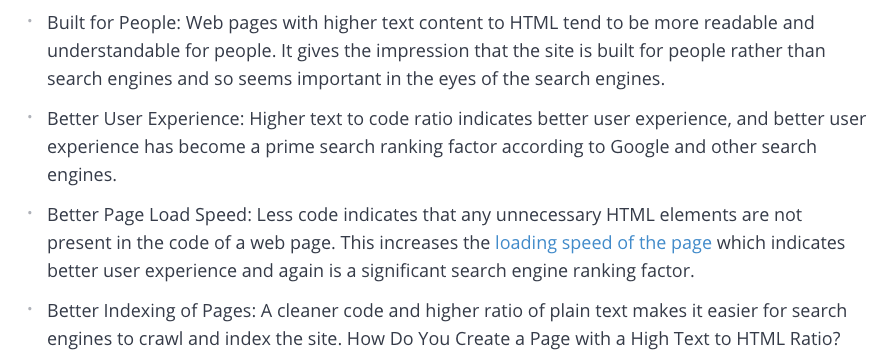 Built for People: Web pages with higher text content to HTML tend to be more readable and
understandable for people. It gives the impression that the site is built for people rather than
search engines and so seems important in the eyes of the search engines.
Better User Experience: Higher text to code ratio indicates better user experience, and better user
experience has become a prime search ranking factor according to Google and other search
engines.
Better Page Load Speed: Less code indicates that any unnecessary HTML elements are not
present in the code of a web page. This increases the loading speed of the page which indicates
better user experience and again is a significant search engine ranking factor.
Better Indexing of Pages: A cleaner code and higher ratio of plain text makes it easier for search
engines to crawl and index the site. How Do You Create a Page with a High Text to HTML Ratio?